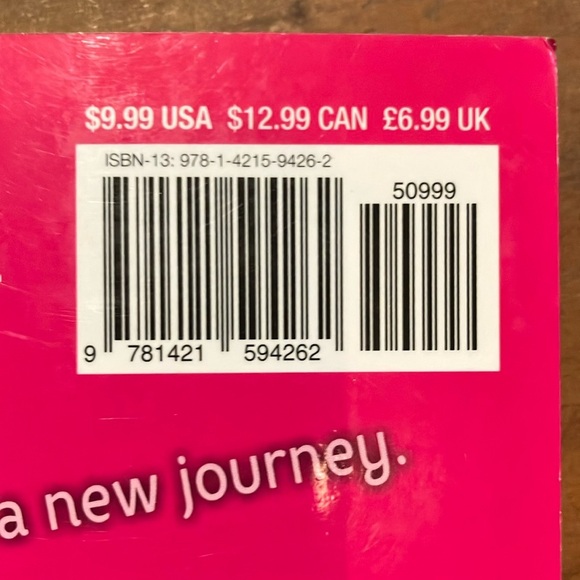 $9.99 USA $12.99 CAN £6.99 UK
ISBN-13: 978-1-4215-9426-2
50999
9 781421 594262
a new journey.